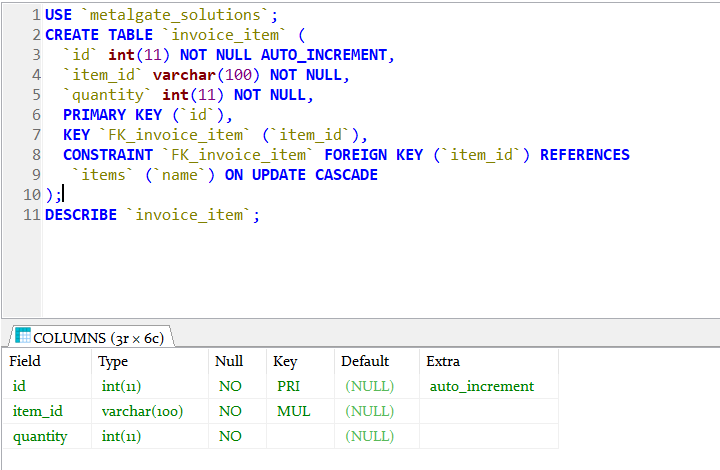 1 USE `metalgate_solutions`;
2 CREATE TABLE `invoice_item` (
3 `id` int(11) NOT NULL AUTO_INCREMENT,
4 `item_id` varchar(100) NOT NULL,
5 `quantity` int(11) NOT NULL,
6 PRIMARY KEY (`id`),
7 KEY `FK_invoice_item` (`item_id`),
8 CONSTRAINT `FK_invoice_item` FOREIGN KEY (`item_id`) REFERENCES
9 `items` (`name`) ON UPDATE CASCADE
10 );
11 DESCRIBE `invoice_item`;
COLUMNS (3r × 6c)
Field Type Null Key Default Extra
id int(11) NO PRI (NULL) auto_increment
item_id varchar(100) NO MUL (NULL)
quantity int(11) NO (NULL)